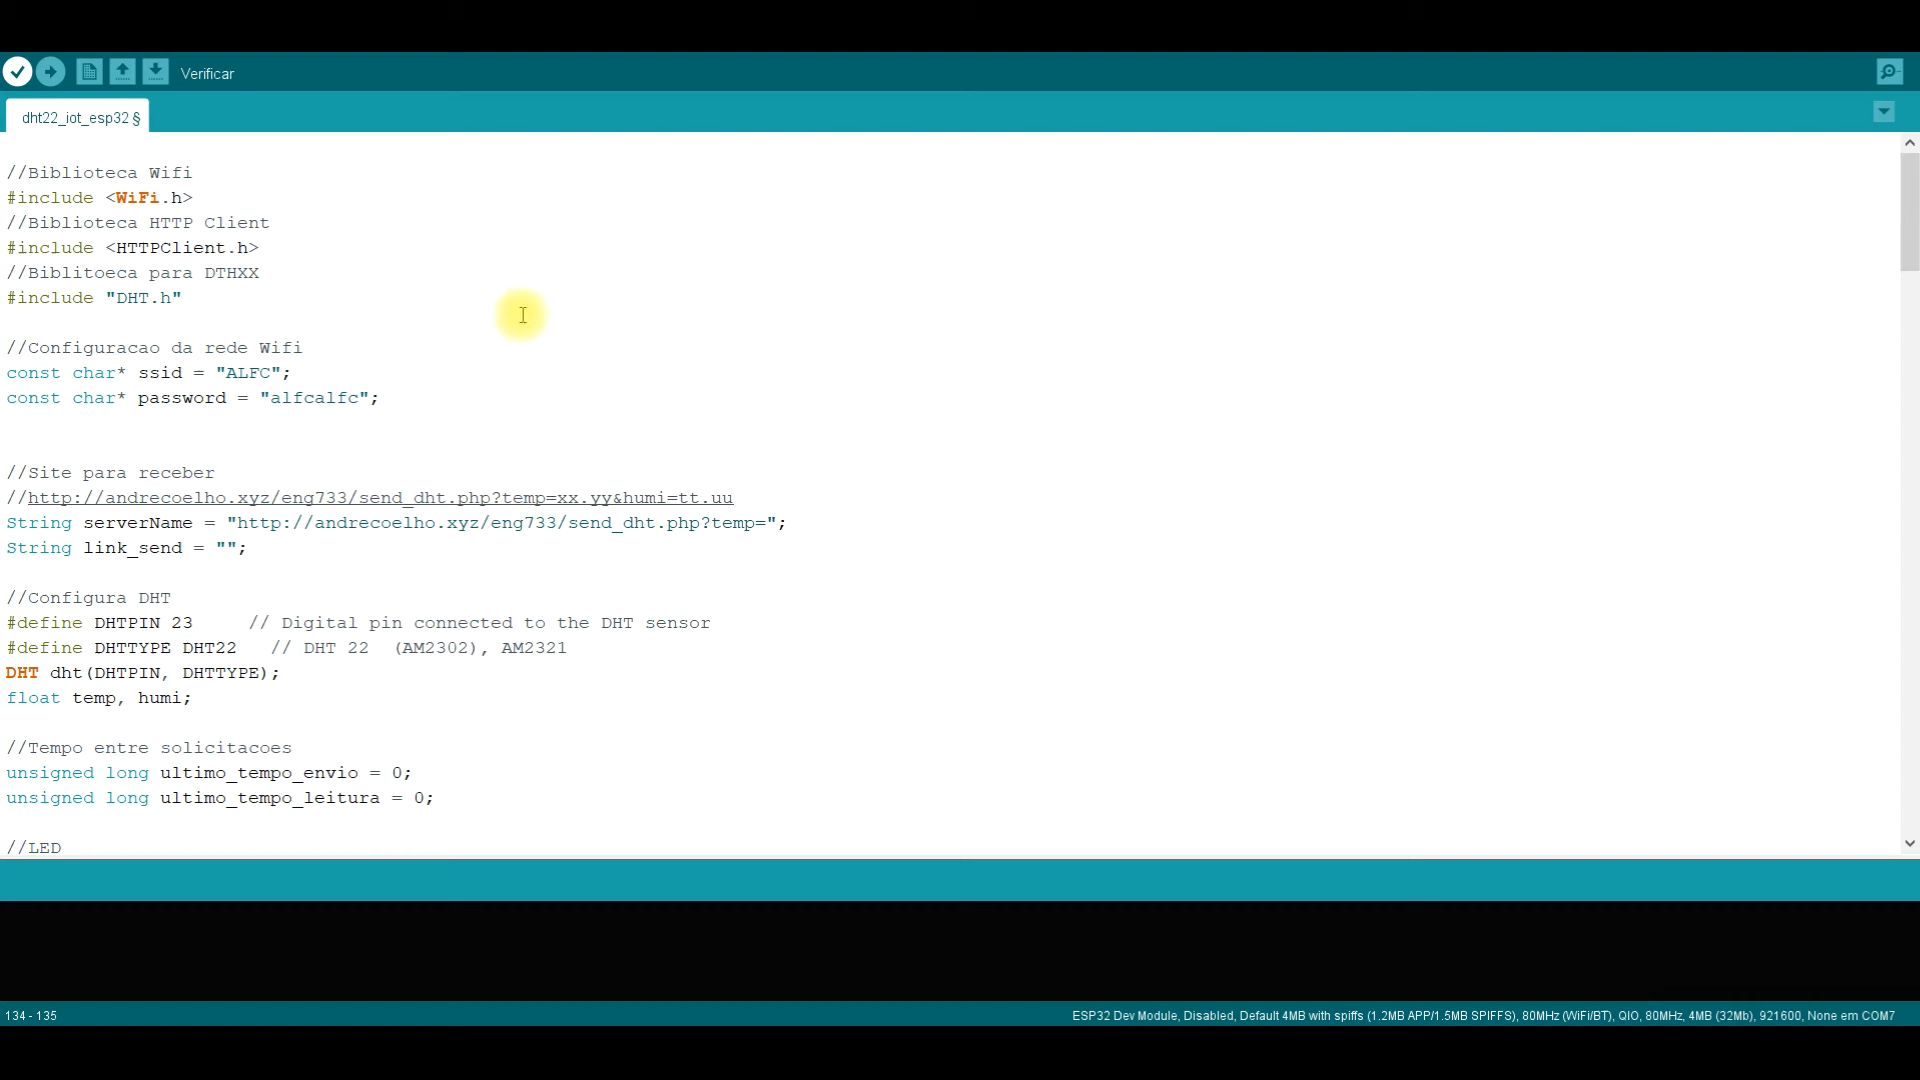 Verificar
dht22_iot_esp32 §
//Biblioteca Wifi
#include <WiFi.h>
//Biblioteca HTTP Client
#include <HTTPClient.h>
//Biblitoeca para DTHXX
#include "DHT.h"
//Configuracao da rede Wifi
const char* ssid = "ALFC";
const char* password = "alfcalfc";
//Site para receber
//http://andrecoelho.xyz/eng733/send_dht.php?temp=xx.yy&humi=tt.uu
String serverName = "http://andrecoelho.xyz/eng733/send_dht.php?temp=";
String link_send = "";
//Configura DHT
#define DHTPIN 23     // Digital pin connected to the DHT sensor
#define DHTTYPE DHT22   // DHT 22  (AM2302), AM2321
DHT dht(DHTPIN, DHTTYPE);
float temp, humi;
//Tempo entre solicitacoes
unsigned long ultimo_tempo_envio = 0;
unsigned long ultimo_tempo_leitura = 0;
//LED
134 - 135
ESP32 Dev Module, Disabled, Default 4MB with spiffs (1.2MB APP/1.5MB SPIFFS), 80MHz (WiFi/BT), QIO, 80MHz, 4MB (32Mb), 921600, None em COM7